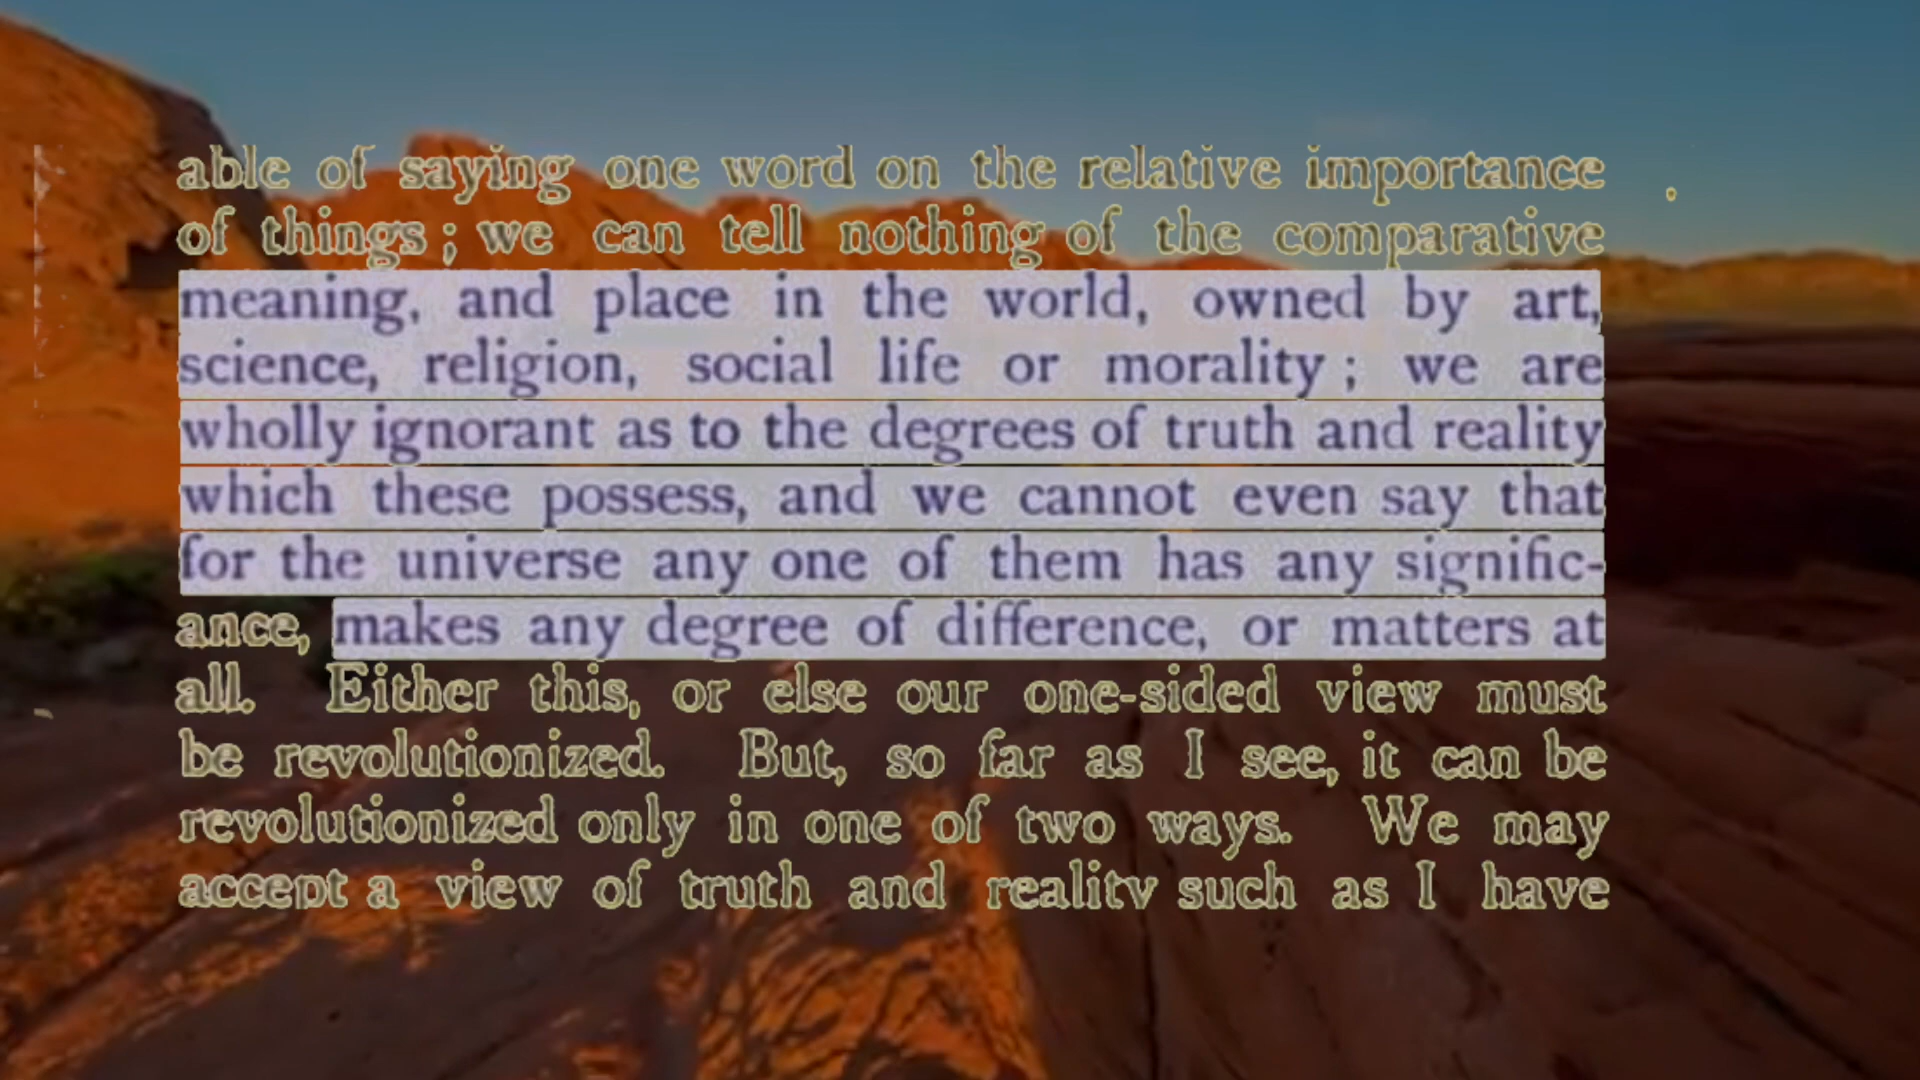 able of saying one word on the relative importance
of things ; we can tell nothing of the comparative
meaning, and place in the world, owned by art,
science, religion, social life or morality ; we are
wholly ignorant as to the degrees of truth and reality
which these possess, and we cannot even say that
for the universe any one of them has any signific-
ance, makes any degree of difference, or matters at
all. Either this, or else our one-sided view must
be revolutionized. But, so far as I see, it can be
revolutionized only in one of two ways. We may
accept a view of truth and reality such as I have